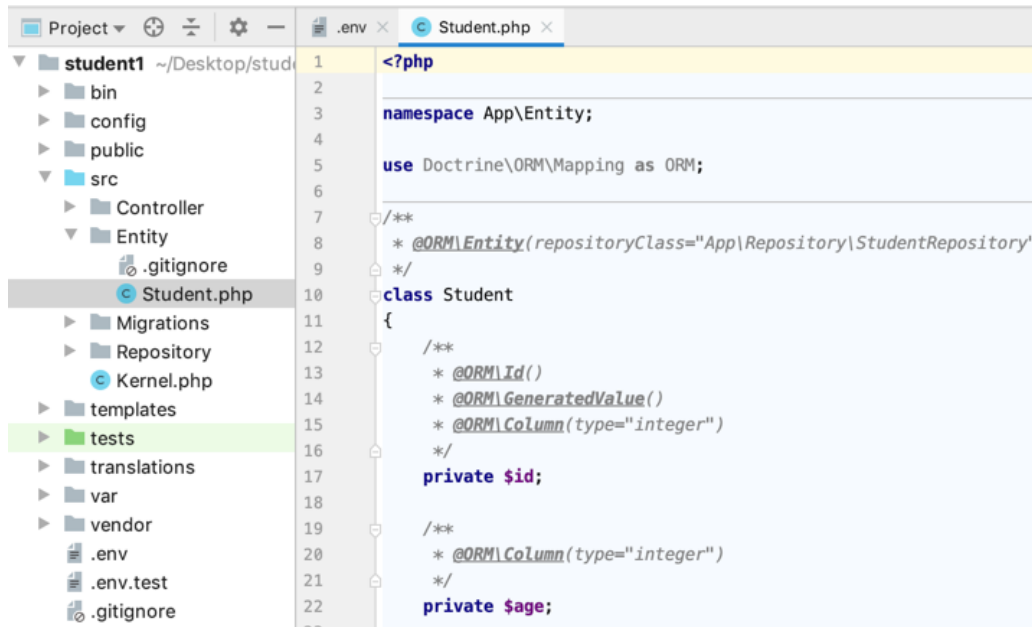 Project
.env
Student.php
student1 ~/Desktop/stude
bin
config
public
src
Controller
Entity
.gitignore
Student.php
Migrations
Repository
Kernel.php
templates
tests
translations
var
vendor
.env
.env.test
.gitignore
1 <?php
2
3 namespace App\Entity;
4
5 use Doctrine\ORM\Mapping as ORM;
6
7 /**
8 * @ORM\Entity(repositoryClass="App\Repository\StudentRepository"
9 */
10 class Student
11 {
12 /**
13 * @ORM\Id()
14 * @ORM\GeneratedValue()
15 * @ORM\Column(type="integer")
16 */
17 private $id;
18
19 /**
20 * @ORM\Column(type="integer")
21 */
22 private $age;